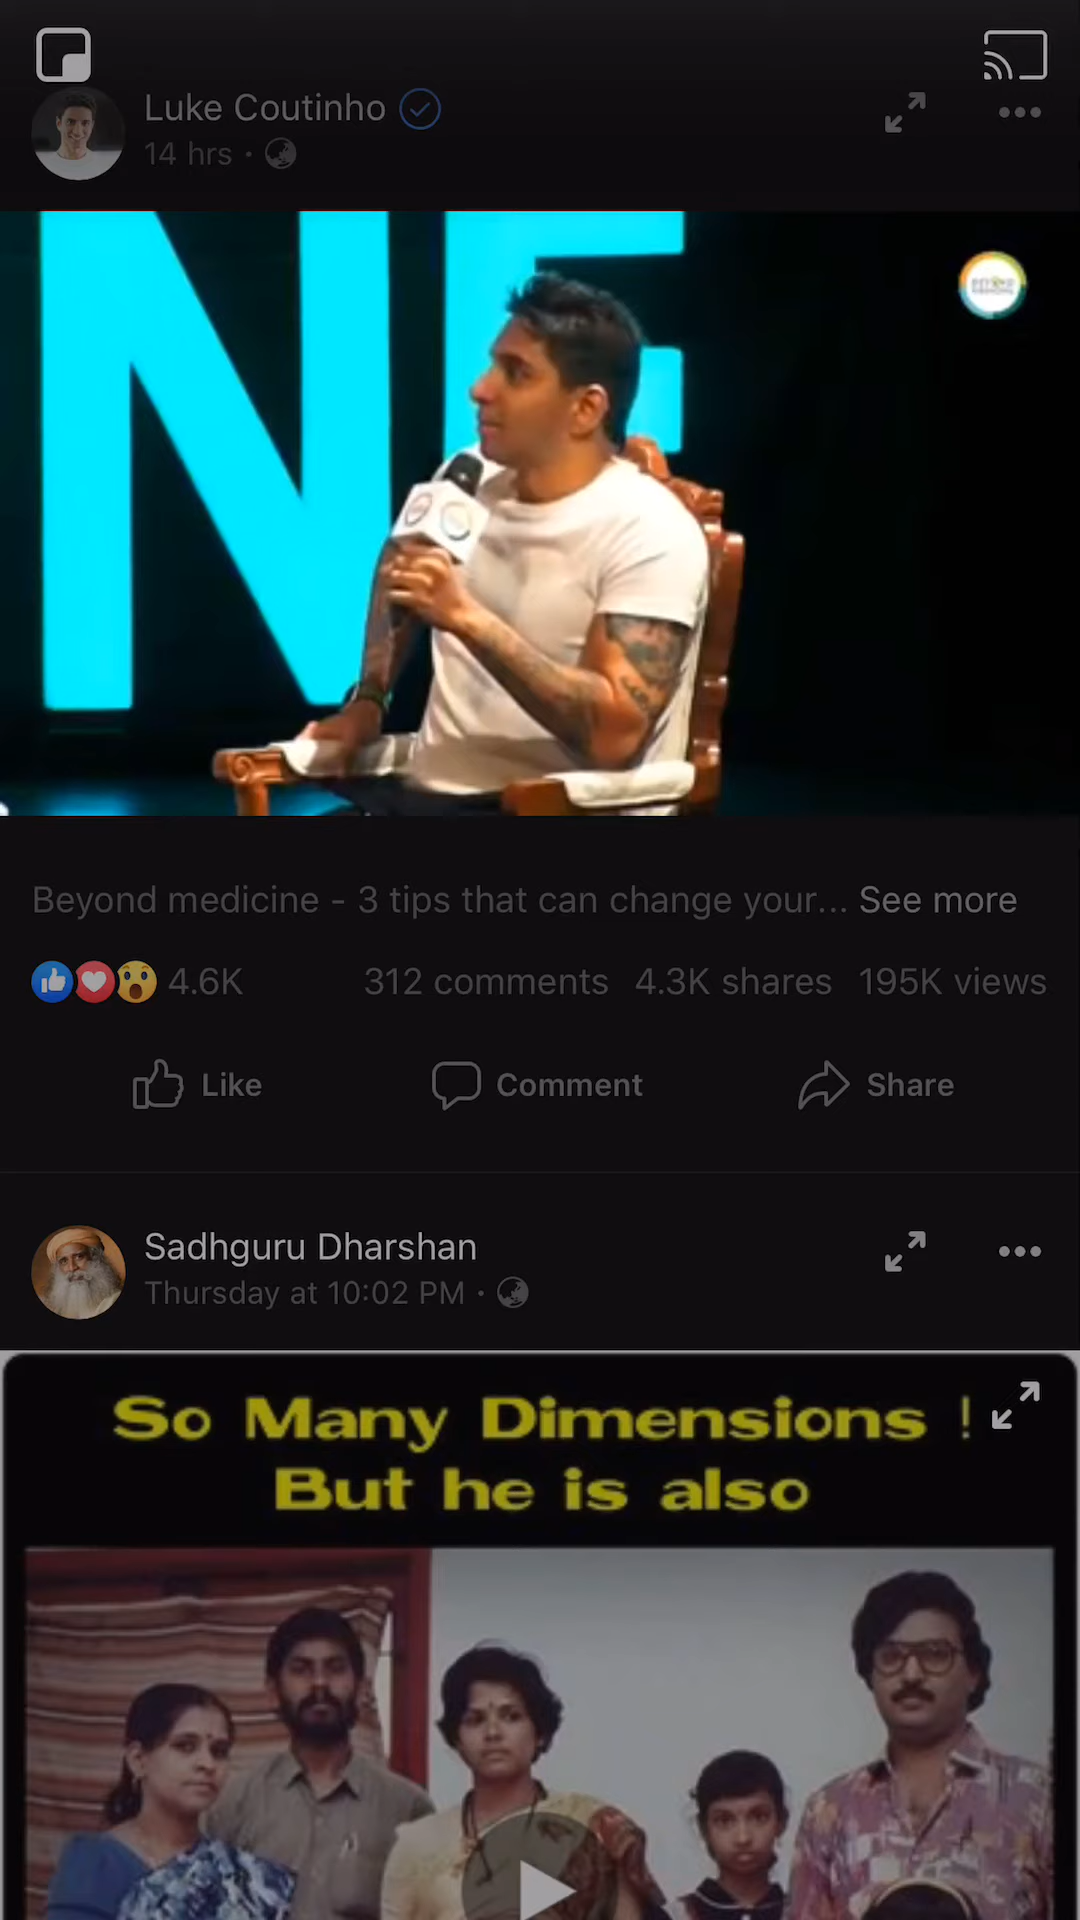 Luke Coutinho
14 hrs ·
NE
Beyond medicine - 3 tips that can change your... See more
4.6K 312 comments 4.3K shares 195K views
Like Comment Share
Sadhguru Dharshan
Thursday at 10:02 PM ·
So Many Dimensions !
But he is also